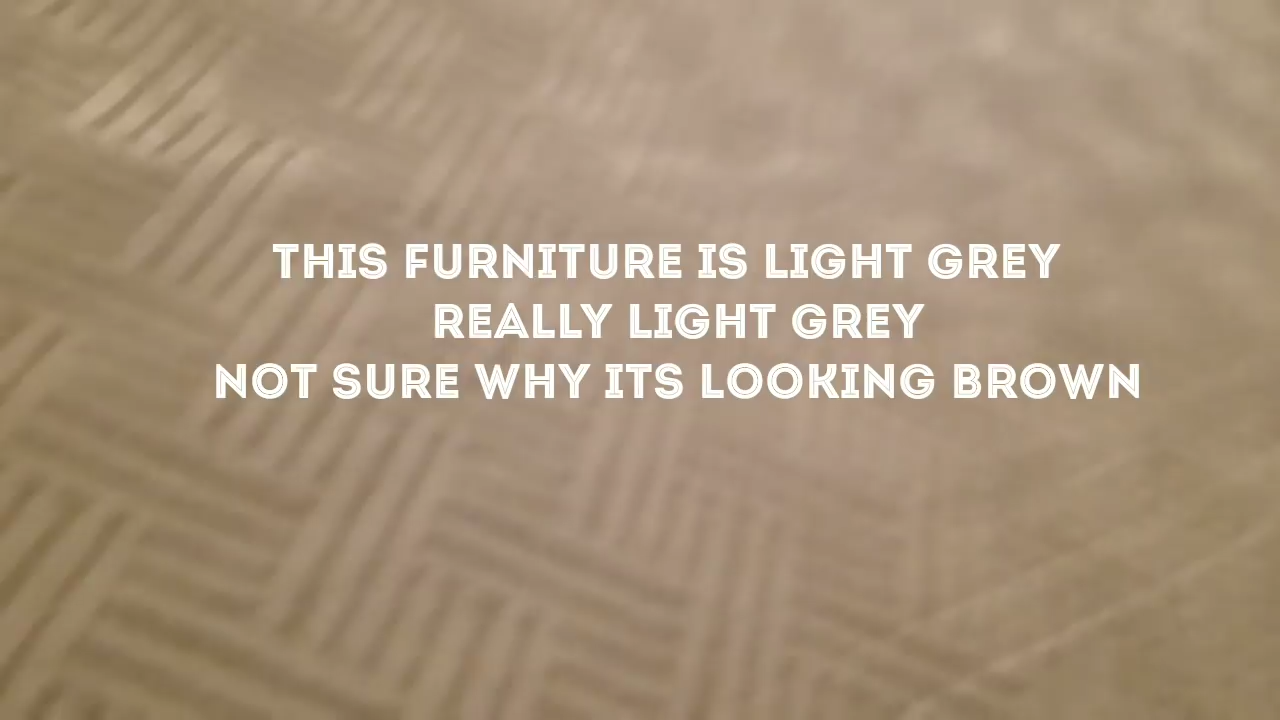 THIS FURNITURE IS LIGHT GREY
REALLY LIGHT GREY
NOT SURE WHY ITS LOOKING BROWN